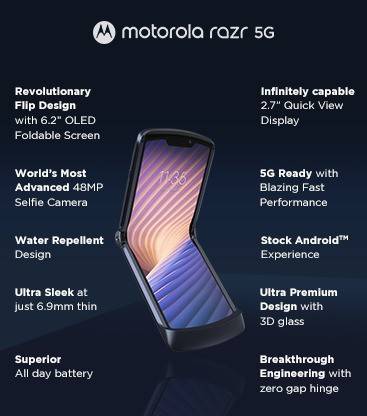 motorola razr 5G
Revolutionary
Flip Design
with 6.2" OLED
Foldable Screen
World's Most
Advanced 48MP
Selfie Camera
Water Repellent
Design
Ultra Sleek at
just 6.9mm thin
Superior
All day battery
11:36
Infinitely capable
2.7" Quick View
Display
5G Ready with
Blazing Fast
Performance
Stock Android™
Experience
Ultra Premium
Design with
3D glass
Breakthrough
Engineering with
zero gap hinge